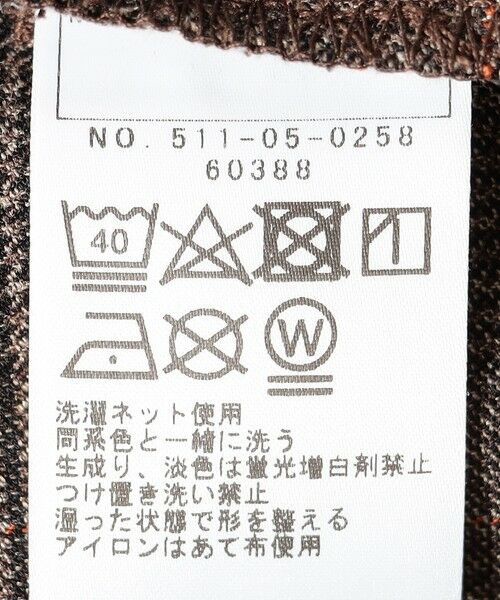 NO. 511-05-0258
60388
40
W
洗濯ネット使用
同系色と一緒に洗う
生成り、淡色は蛍光増白剤禁止
つけ置き洗い禁止
湿った状態で形を整える
アイロンはあて布使用